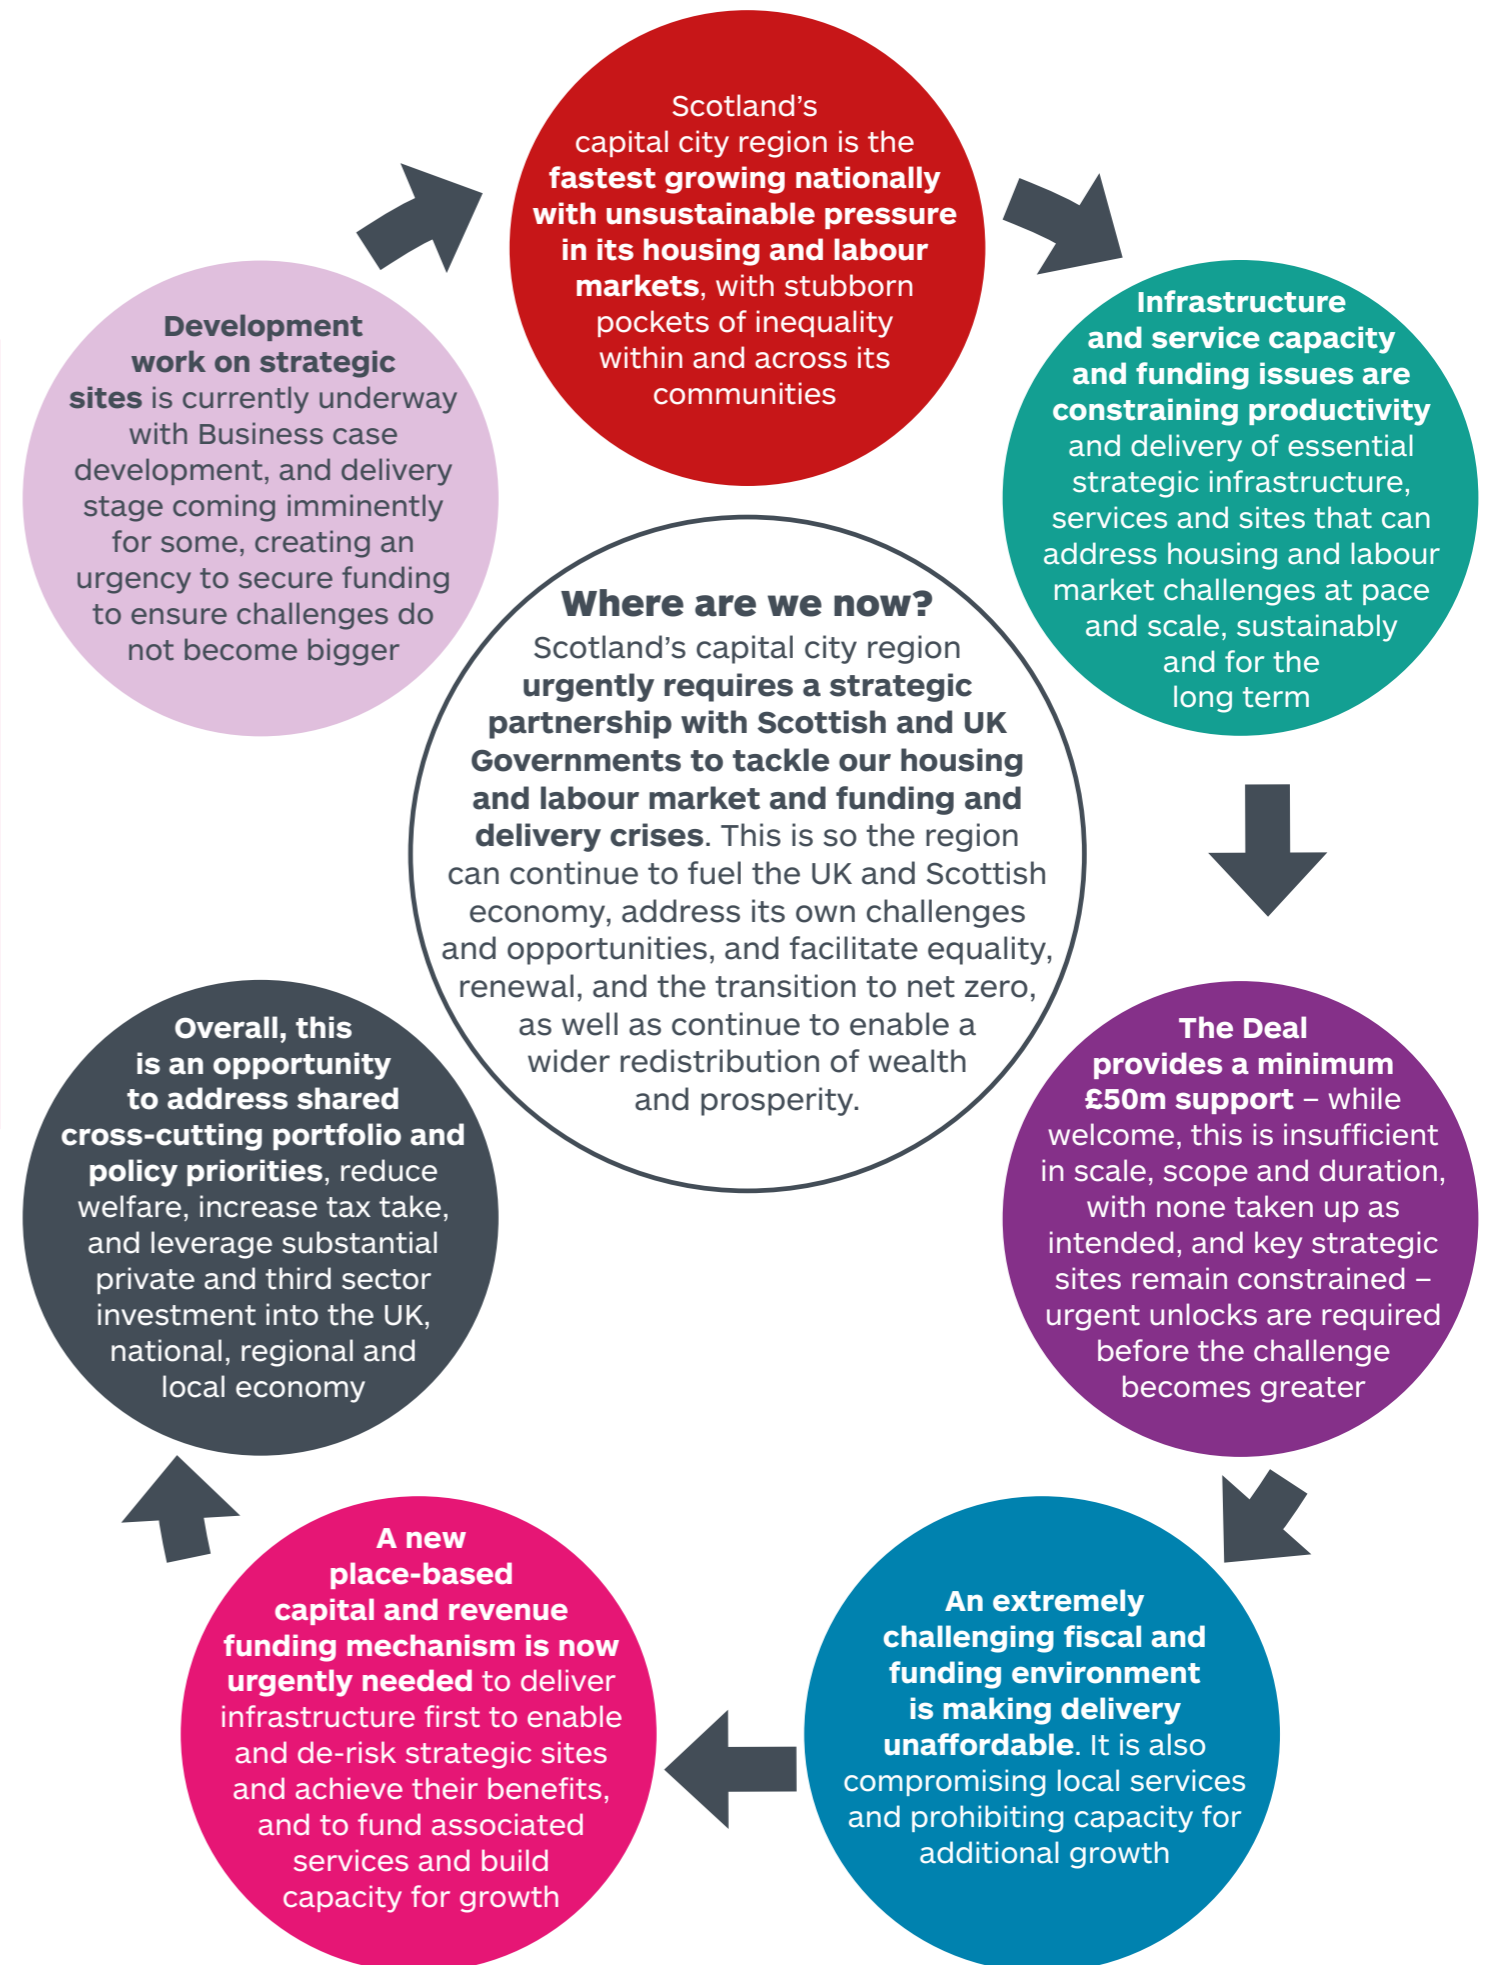 Scotland's
capital city region is the
fastest growing nationally
with unsustainable pressure
in its housing and labour
markets, with stubborn
pockets of inequality
within and across its
communities
Infrastructure
and service capacity
and funding issues are
constraining productivity
and delivery of essential
strategic infrastructure,
services and sites that can
address housing and labour
market challenges at pace
and scale, sustainably
and for the
long term
The Deal
provides a minimum
£50m support – while
welcome, this is insufficient
in scale, scope and duration,
with none taken up as
intended, and key strategic
sites remain constrained –
urgent unlocks are required
before the challenge
becomes greater
An extremely
challenging fiscal and
funding environment
is making delivery
unaffordable. It is also
compromising local services
and prohibiting capacity for
additional growth
A new
place-based
capital and revenue
funding mechanism is now
urgently needed to deliver
infrastructure first to enable
and de-risk strategic sites
and achieve their benefits,
and to fund associated
services and build
capacity for growth
Overall, this
is an opportunity
to address shared
cross-cutting portfolio and
policy priorities, reduce
welfare, increase tax take,
and leverage substantial
private and third sector
investment into the UK,
national, regional and
local economy
Development
work on strategic
sites is currently underway
with Business case
development, and delivery
stage coming imminently
for some, creating an
urgency to secure funding
to ensure challenges do
not become bigger
Where are we now?
Scotland's capital city region
urgently requires a strategic
partnership with Scottish and UK
Governments to tackle our housing
and labour market and funding and
delivery crises. This is so the region
can continue to fuel the UK and Scottish
economy, address its own challenges
and opportunities, and facilitate equality,
renewal, and the transition to net zero,
as well as continue to enable a
wider redistribution of wealth
and prosperity.